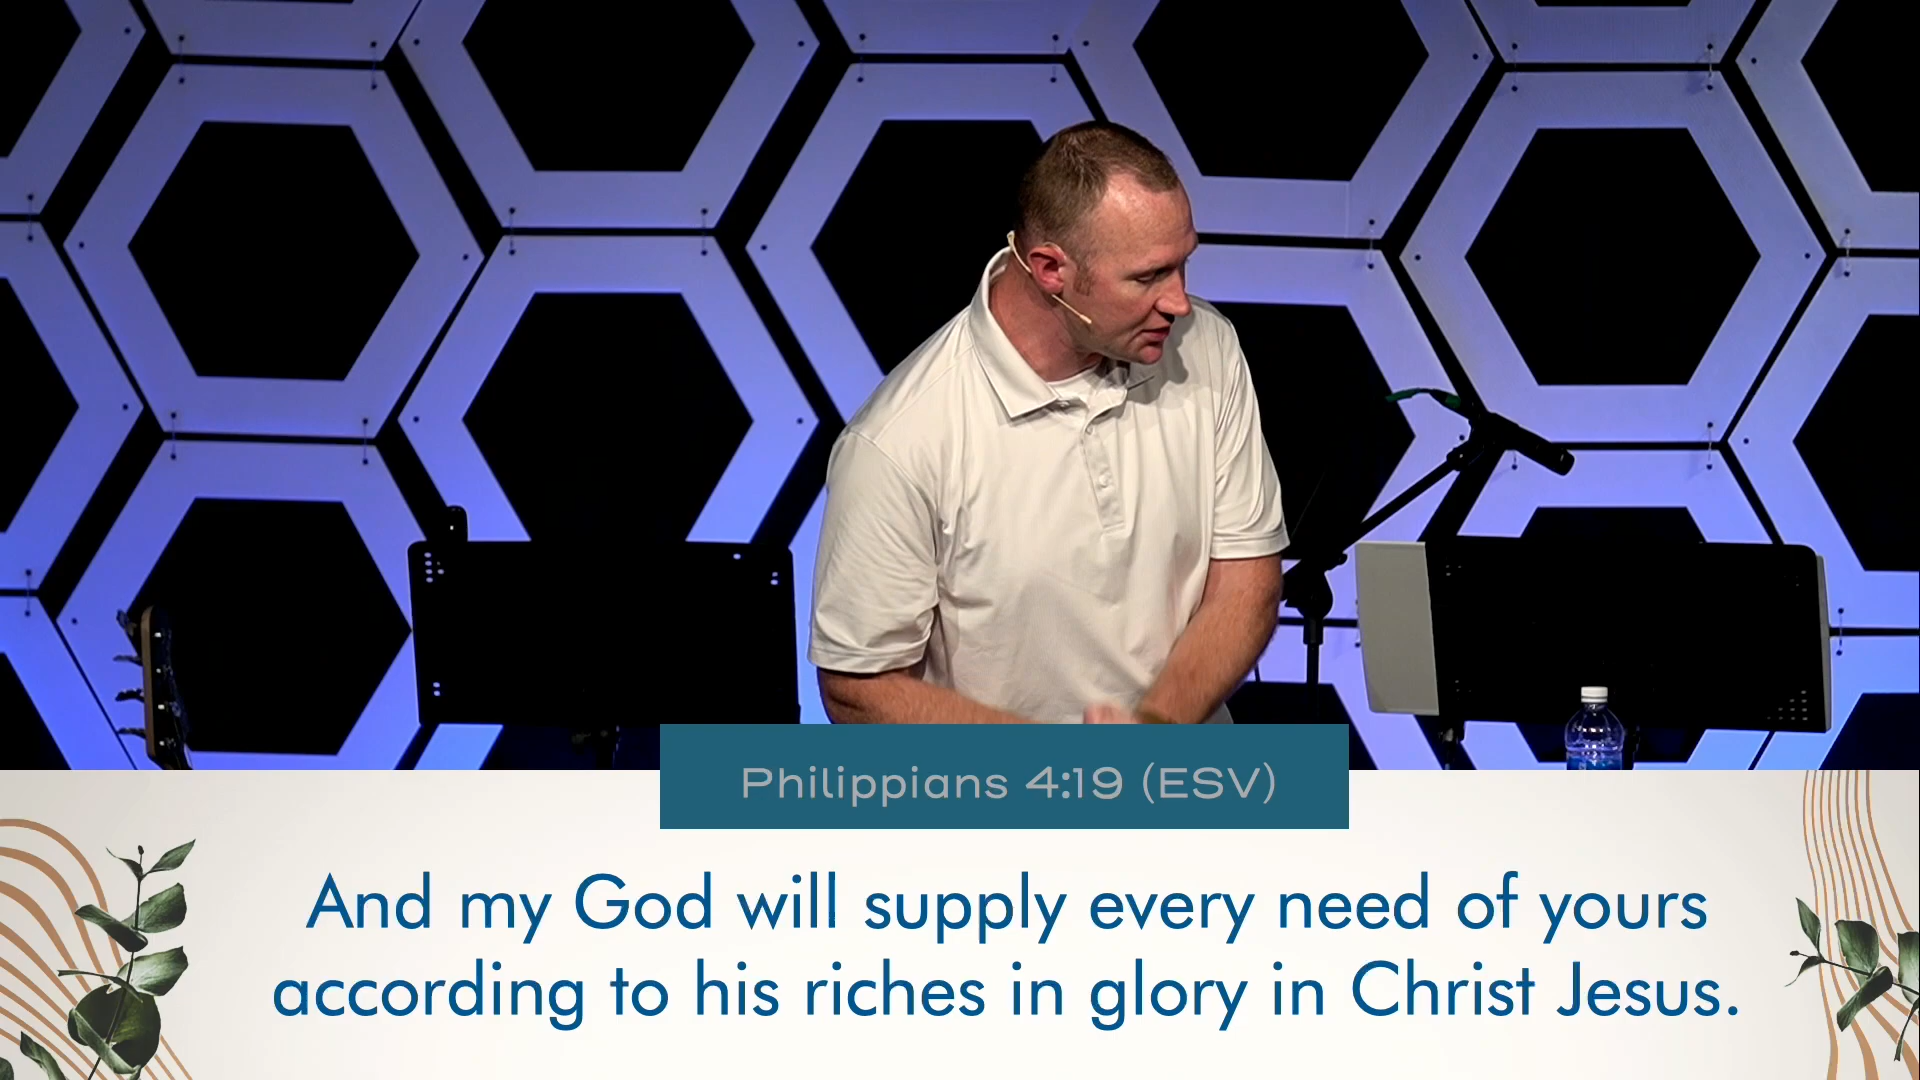 Philippians 4:19 (ESV)
And my God will supply every need of yours
according to his riches in glory in Christ Jesus.